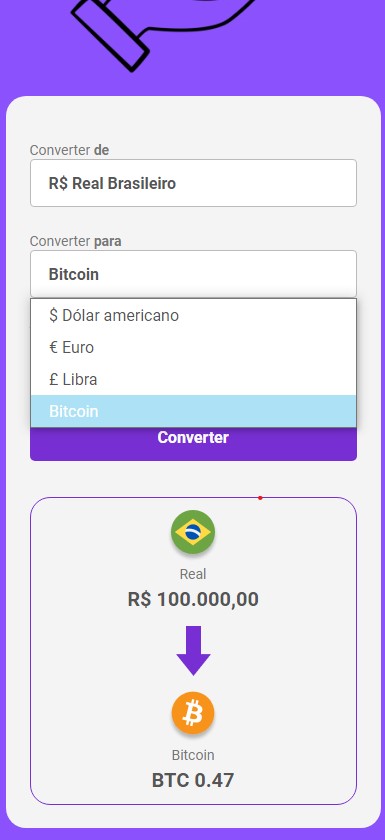 Converter de
R$ Real Brasileiro
Converter para
Bitcoin
$ Dólar americano
€ Euro
£ Libra
Bitcoin
Converter
Real
R$ 100.000,00
Bitcoin
BTC 0.47